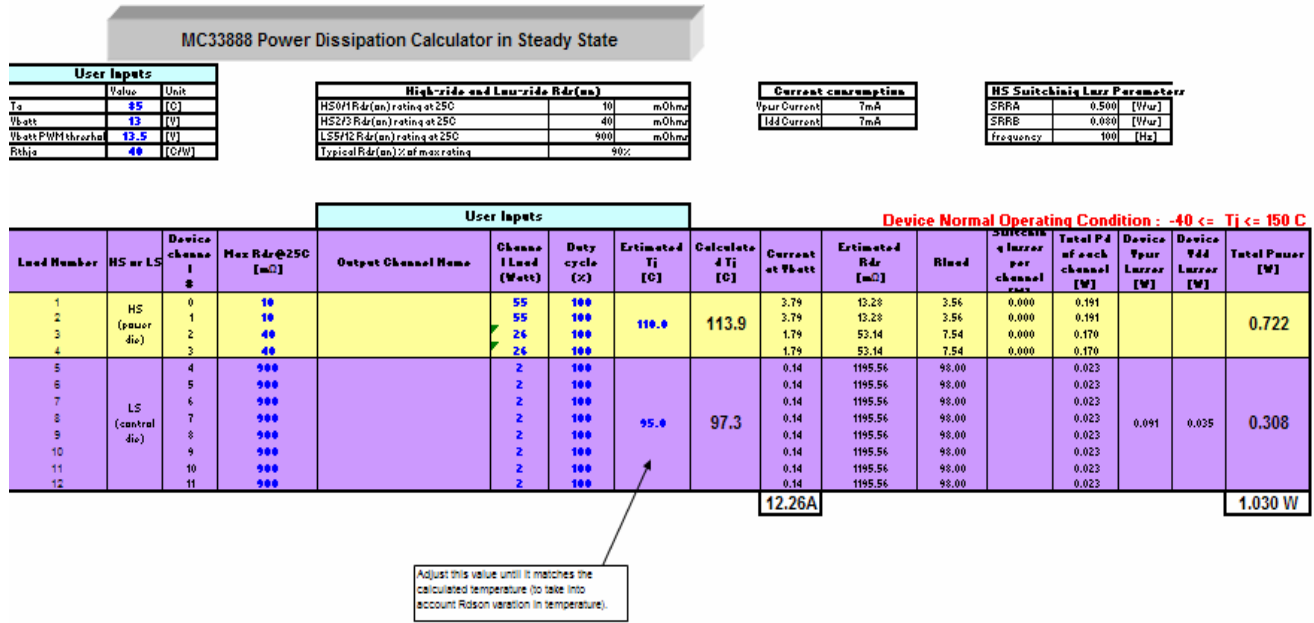 MC33888 Power Dissipation Calculator in Steady State
User Inputs
Value Unit
Ta 85 [C]
Vbatt 13 [V]
Vbatt PWM threshol 13.5 [V]
Rthja 40 [C/W]
High-side and Low-side Rds(on)
HS0/1 Rds(on) rating at 25C 10 mOhms
HS2/3 Rds(on) rating at 25C 40 mOhms
LS5/12 Rds(on) rating at 25C 900 mOhms
Typical Rds(on) % of max rating 90%
Current consumption
Vpwr Current 7mA
Idd Current 7mA
HS Suitchinig Loss Parameters
SRRA 0.500 [V/us]
SRRB 0.080 [V/us]
frequency 100 [Hz]
User Inputs
Device Normal Operating Condition : -40 <= Tj <= 150 C
Load Number HS or LS Device channel # Max Rds@25C [mΩ] Output Channel Name Channel Load (Watt) Duty cycle (%) Estimated Tj [C] Calculated Tj [C] Current at Vbatt Estimated Rds [mΩ] Rload losses per channel Total Pd of each channel [W] Device Vpwr Losses [W] Device Vdd Losses [W] Total Power [W]
1 0 10 55 100 3.79 13.28 3.56 0.000 0.191
2 1 10 55 100 3.79 13.28 3.56 0.000 0.191
3 2 40 26 100 1.79 53.14 7.54 0.000 0.170
4 3 40 26 100 1.79 53.14 7.54 0.000 0.170
HS (power die) 110.0 113.9 0.722
5 4 900 2 100 0.14 1195.56 98.00 0.023
6 5 900 2 100 0.14 1195.56 98.00 0.023
7 6 900 2 100 0.14 1195.56 98.00 0.023
8 7 900 2 100 0.14 1195.56 98.00 0.023
9 8 900 2 100 0.14 1195.56 98.00 0.023
10 9 900 2 100 0.14 1195.56 98.00 0.023
11 10 900 2 100 0.14 1195.56 98.00 0.023
12 11 900 2 100 0.14 1195.56 98.00 0.023
LS (control die) 95.0 97.3 0.091 0.035 0.308
12.26A 1.030 W
Adjust this value until it matches the
calculated temperature (to take into
account Rdson varation in temperature).